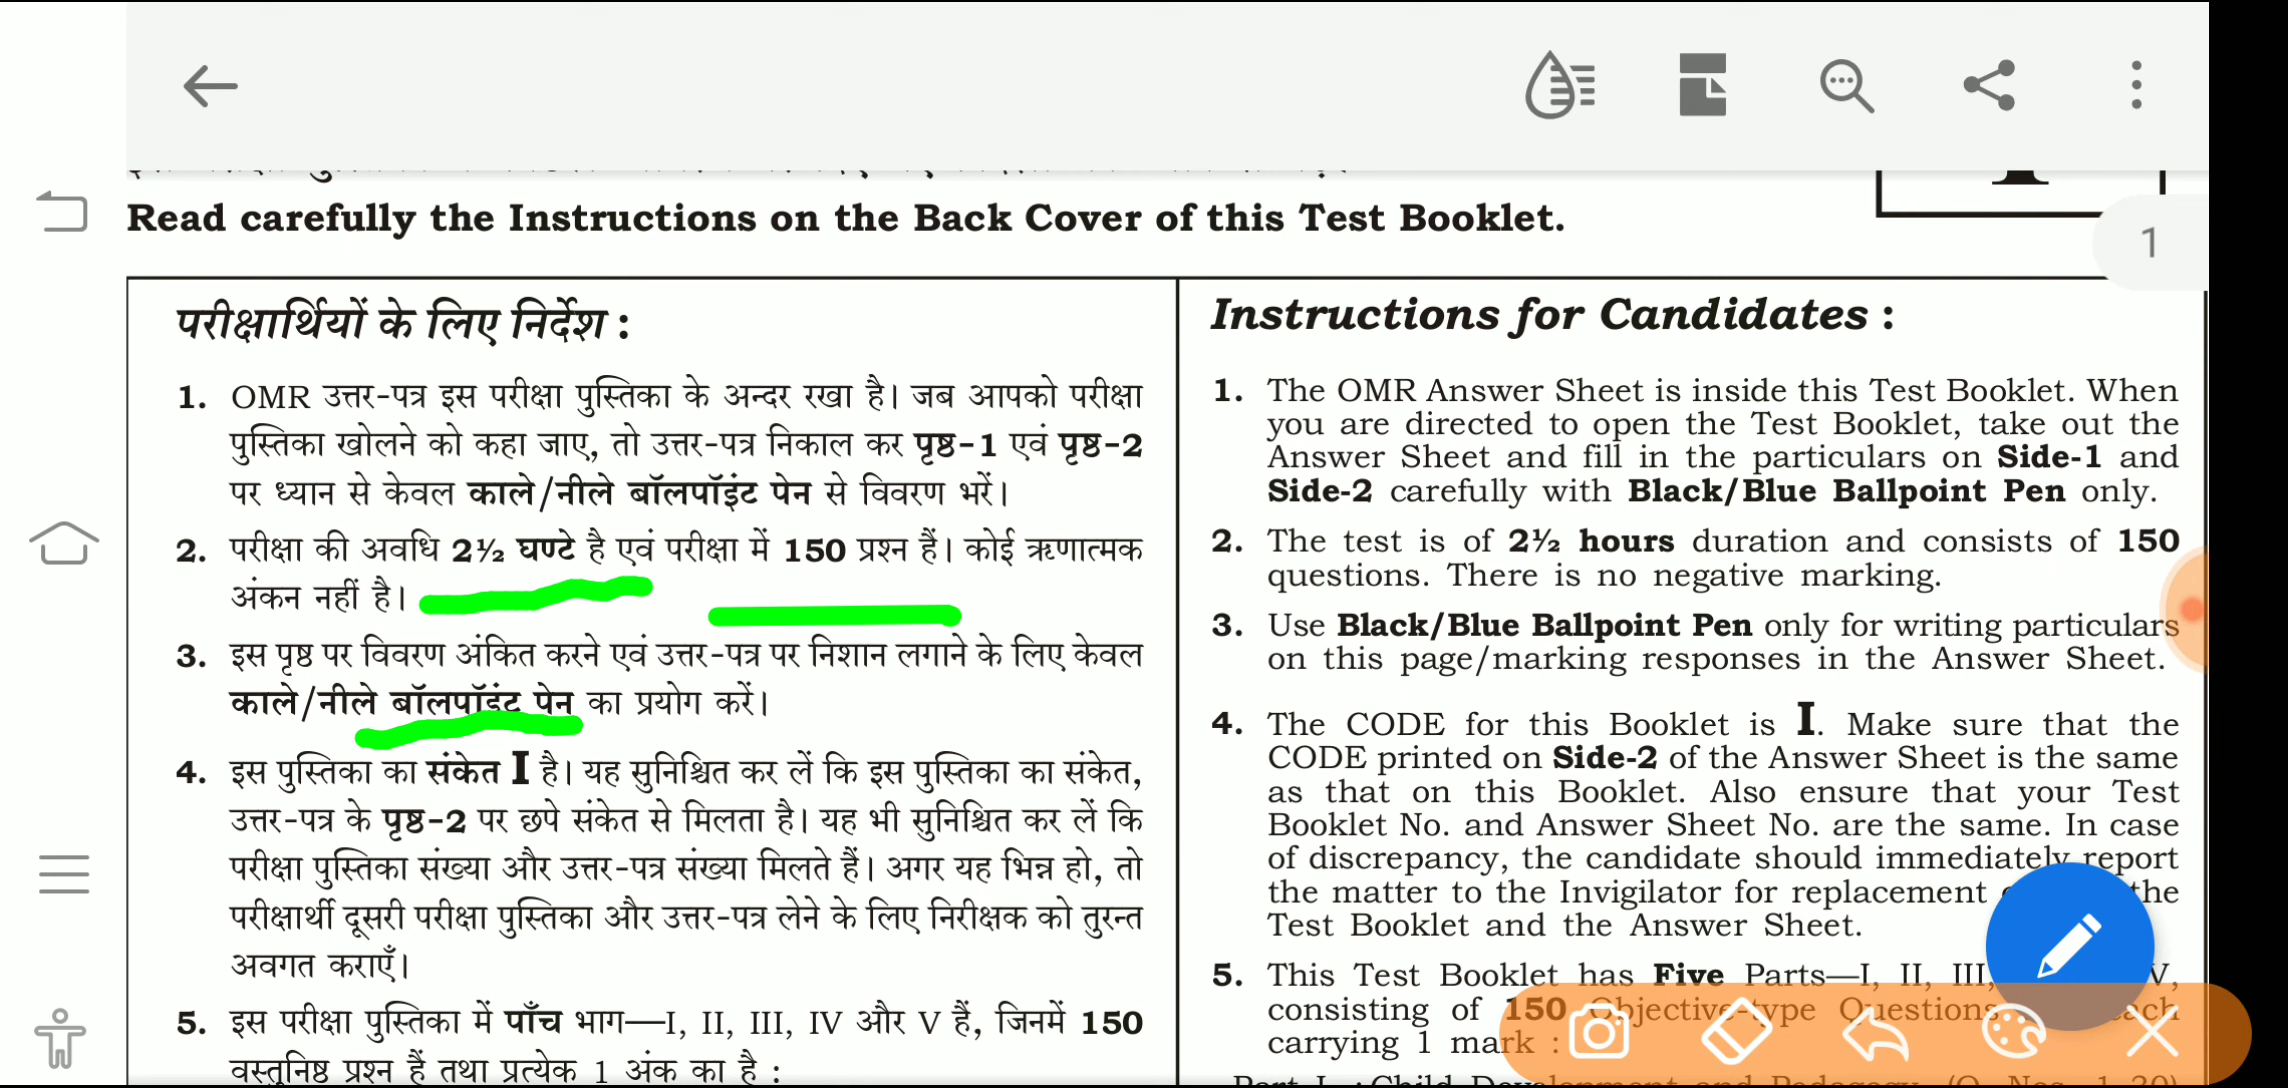 Read carefully the Instructions on the Back Cover of this Test Booklet.
1
परीक्षार्थियों के लिए निर्देश :
1. OMR उत्तर-पत्र इस परीक्षा पुस्तिका के अन्दर रखा है। जब आपको परीक्षा
पुस्तिका खोलने को कहा जाए, तो उत्तर-पत्र निकाल कर पृष्ठ-1 एवं पृष्ठ-2
पर ध्यान से केवल काले/नीले बॉलपॉइंट पेन से विवरण भरें।
2. परीक्षा की अवधि 2½ घण्टे है एवं परीक्षा में 150 प्रश्न हैं। कोई ऋणात्मक
अंकन नहीं है।
3. इस पृष्ठ पर विवरण अंकित करने एवं उत्तर-पत्र पर निशान लगाने के लिए केवल
काले/नीले बॉलपॉइंट पेन का प्रयोग करें।
4. इस पुस्तिका का संकेत I है। यह सुनिश्चित कर लें कि इस पुस्तिका का संकेत,
उत्तर-पत्र के पृष्ठ-2 पर छपे संकेत से मिलता है। यह भी सुनिश्चित कर लें कि
परीक्षा पुस्तिका संख्या और उत्तर-पत्र संख्या मिलते हैं। अगर यह भिन्न हो, तो
परीक्षार्थी दूसरी परीक्षा पुस्तिका और उत्तर-पत्र लेने के लिए निरीक्षक को तुरन्त
अवगत कराएँ।
5. इस परीक्षा पुस्तिका में पाँच भाग—I, II, III, IV और V हैं, जिनमें 150
वस्तुनिष्ठ प्रश्न हैं तथा प्रत्येक 1 अंक का है :
Instructions for Candidates :
1. The OMR Answer Sheet is inside this Test Booklet. When
you are directed to open the Test Booklet, take out the
Answer Sheet and fill in the particulars on Side-1 and
Side-2 carefully with Black/Blue Ballpoint Pen only.
2. The test is of 2½ hours duration and consists of 150
questions. There is no negative marking.
3. Use Black/Blue Ballpoint Pen only for writing particulars
on this page/marking responses in the Answer Sheet.
4. The CODE for this Booklet is I. Make sure that the
CODE printed on Side-2 of the Answer Sheet is the same
as that on this Booklet. Also ensure that your Test
Booklet No. and Answer Sheet No. are the same. In case
of discrepancy, the candidate should immediately report
the matter to the Invigilator for replacement the
Test Booklet and the Answer Sheet.
5. This Test Booklet has Five Parts—I, II, III, V,
consisting of 150 Objective-type Questions
carrying 1 mark :